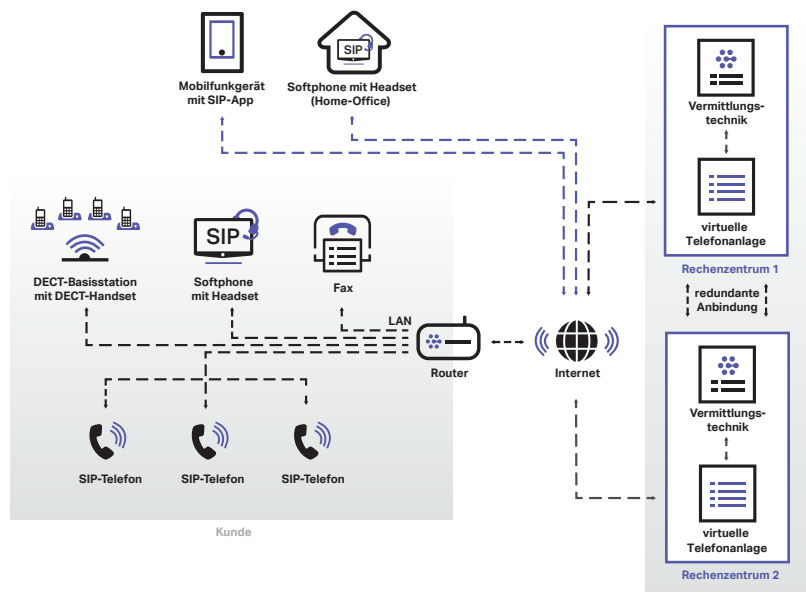 Mobilfunkgerät
mit SIP-App
SIP
Softphone mit Headset
(Home-Office)
Vermittlungs-
technik
virtuelle
Telefonanlage
Rechenzentrum 1
redundante
Anbindung
Vermittlungs-
technik
virtuelle
Telefonanlage
Rechenzentrum 2
DECT-Basisstation
mit DECT-Handset
SIP
Softphone
mit Headset
Fax
LAN
Router
Internet
SIP-Telefon
SIP-Telefon
SIP-Telefon
Kunde